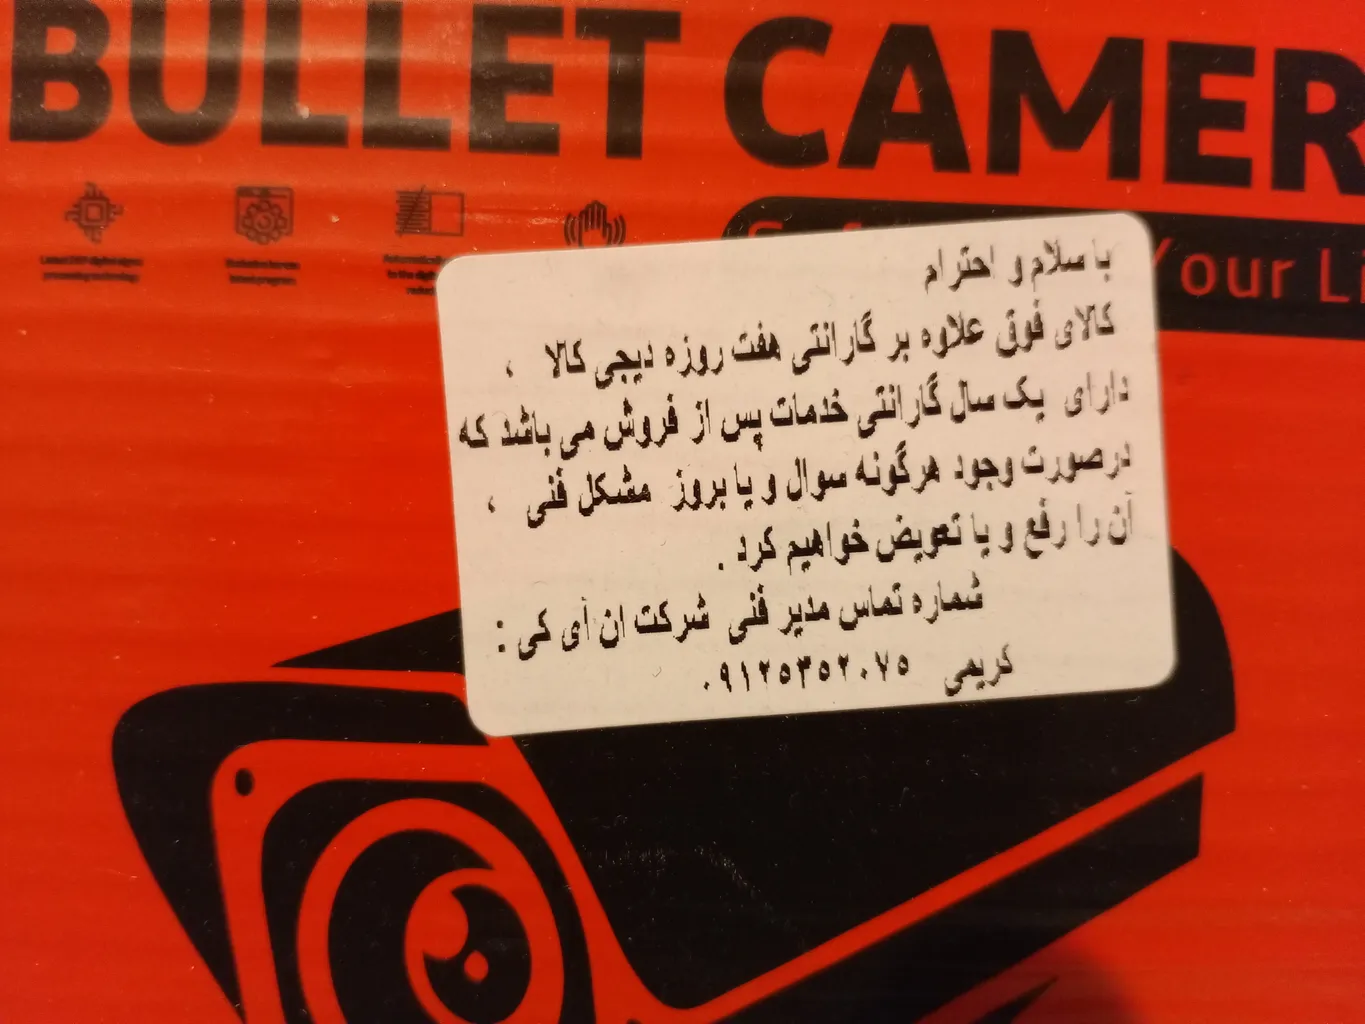 BULLET CAMER
Your Li
با سلام و احترام
کالای فوق علاوه بر گارانتی هفت روزه دیجی کالا ،
دارای یک سال گارانتی خدمات پس از فروش می باشد که
درصورت وجود هرگونه سوال و یا بروز مشکل فنی ،
آن را رفع و یا تعویض خواهیم کرد .
شماره تماس مدیر فنی شرکت ان آی کی :
کریمی ۰۹۱۲۵۳۵۲۰۷۵